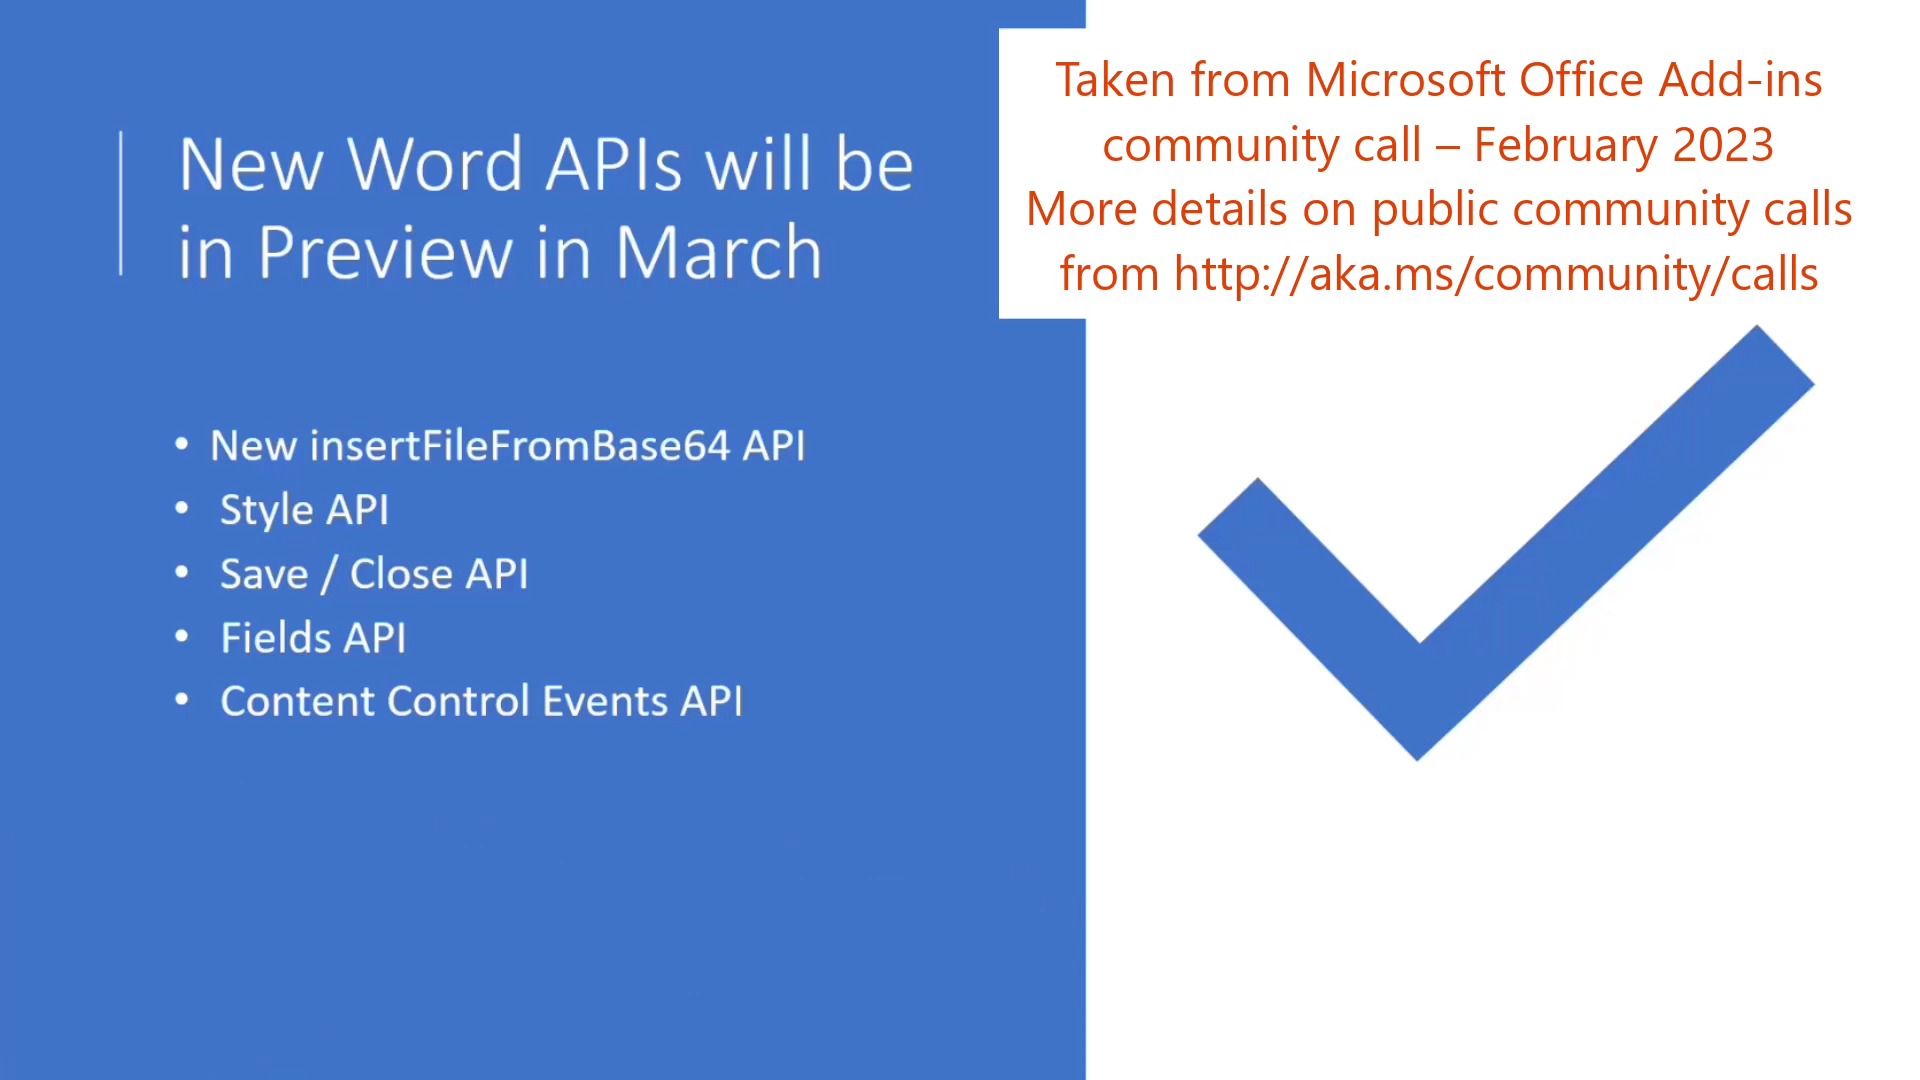 New Word APIs will be
in Preview in March
• New insertFileFromBase64 API
• Style API
• Save / Close API
• Fields API
• Content Control Events API
Taken from Microsoft Office Add-ins
community call – February 2023
More details on public community calls
from http://aka.ms/community/calls